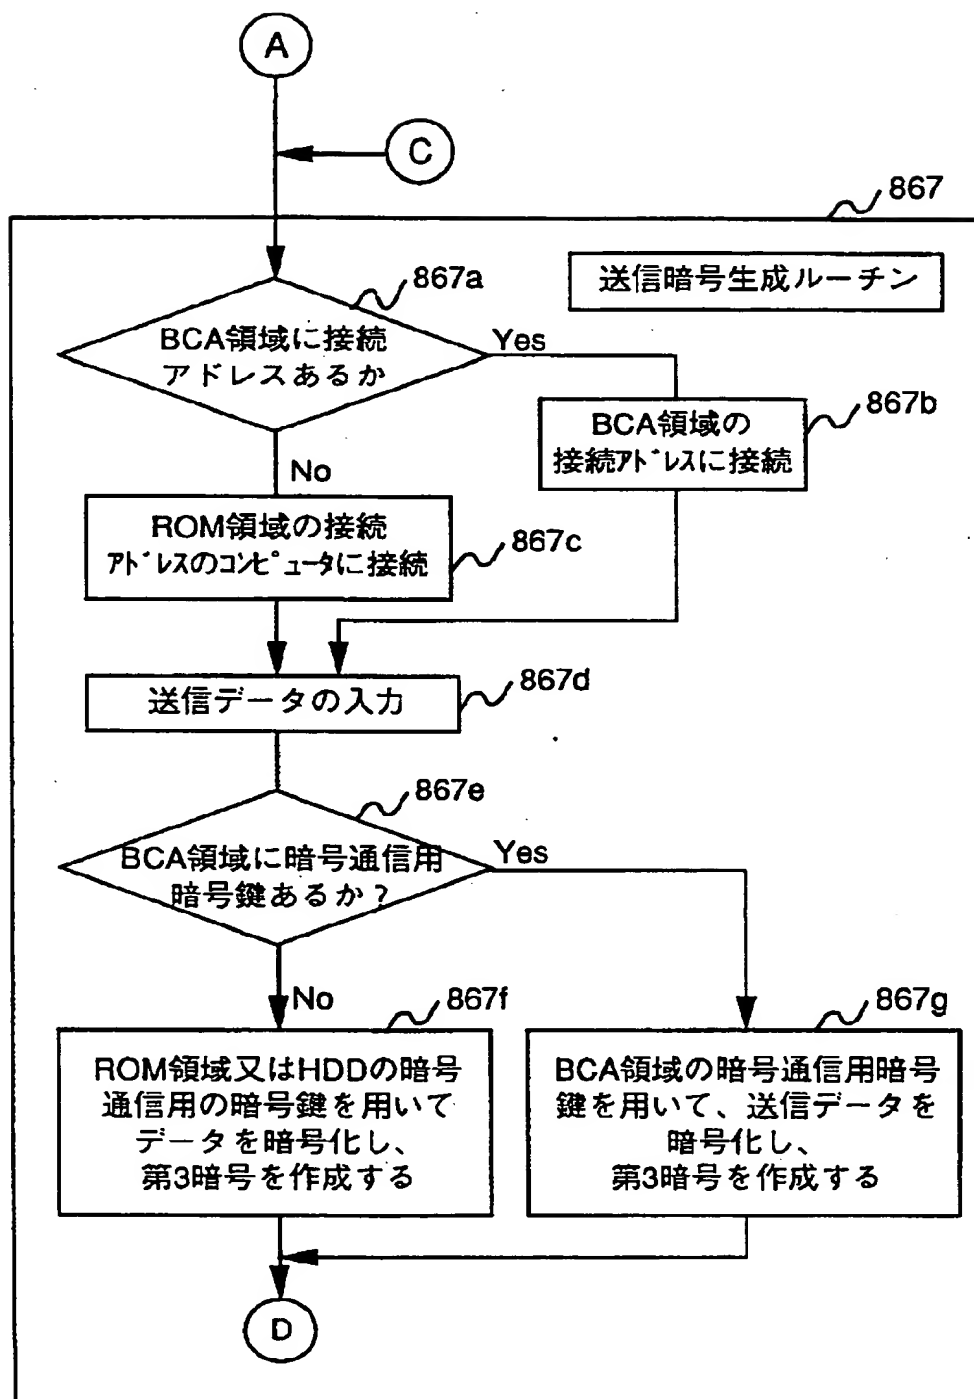 A
C
867
送信暗号生成ルーチン
867a
BCA領域に接続
アドレスあるか
Yes
867b
BCA領域の
接続ｱﾄﾞﾚｽに接続
No
ROM領域の接続
ｱﾄﾞﾚｽのｺﾝﾋﾟｭｰﾀに接続
867c
送信データの入力
867d
867e
BCA領域に暗号通信用
暗号鍵あるか?
Yes
No
867f
ROM領域又はHDDの暗号
通信用の暗号鍵を用いて
データを暗号化し、
第3暗号を作成する
867g
BCA領域の暗号通信用暗号
鍵を用いて、送信データを
暗号化し、
第3暗号を作成する
D